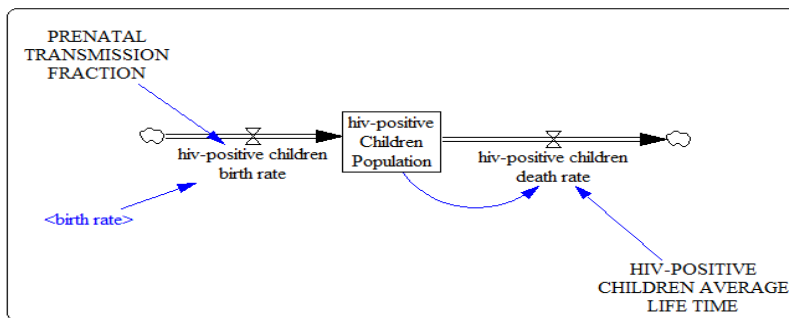 PRENATAL
TRANSMISSION
FRACTION
hiv-positive
Children
Population
hiv-positive children
birth rate
hiv-positive children
death rate
<birth rate>
HIV-POSITIVE
CHILDREN AVERAGE
LIFE TIME